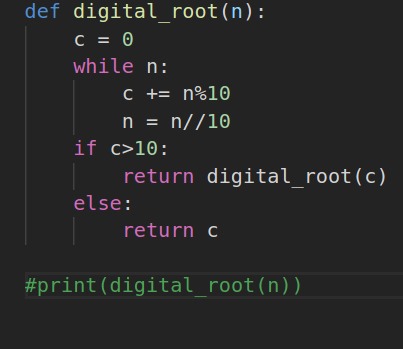 def digital_root(n):
    c = 0
    while n:
        c += n%10
        n = n//10
    if c>10:
        return digital_root(c)
    else:
        return c

#print(digital_root(n))